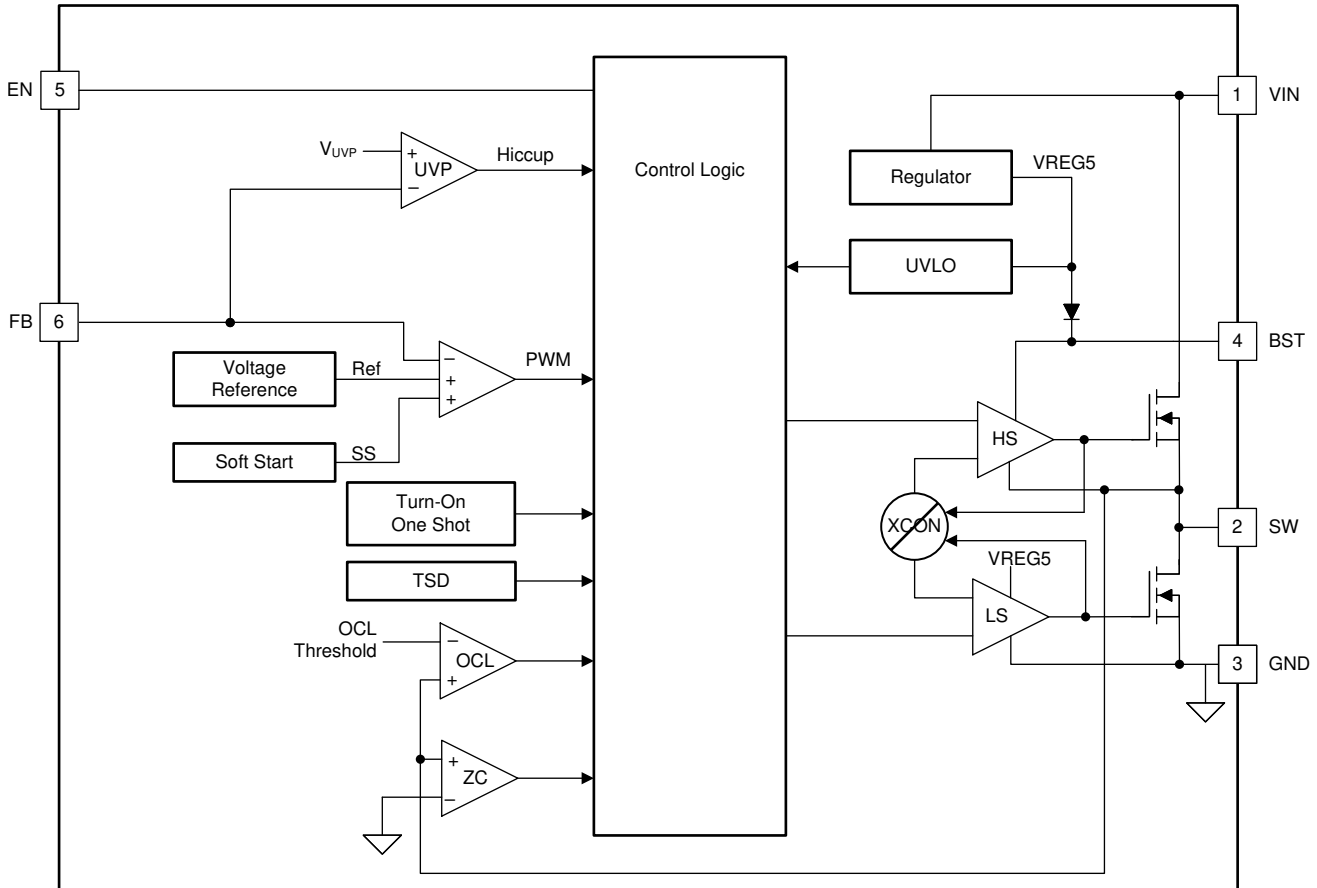 EN
5
1
VIN
VUVP
+
UVP
−
Hiccup
Control Logic
Regulator
VREG5
UVLO
FB
6
4
BST
Voltage
Reference
Ref
−
+
+
PWM
Soft Start
SS
HS
Turn-On
One Shot
XCON
2
SW
TSD
VREG5
LS
OCL
Threshold
−
OCL
+
3
GND
+
ZC
−